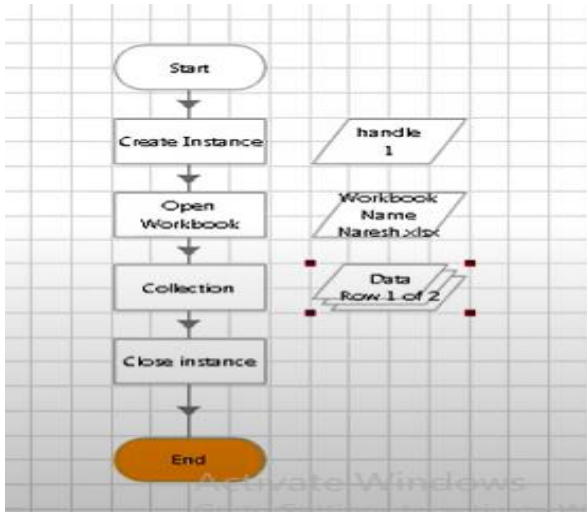 Start
Create Instance
handle
1
Open
Workbook
Workbook
Name
Naresh.xlsx
Collection
Data
Row 1 of 2
Close instance
End
Activate Windows